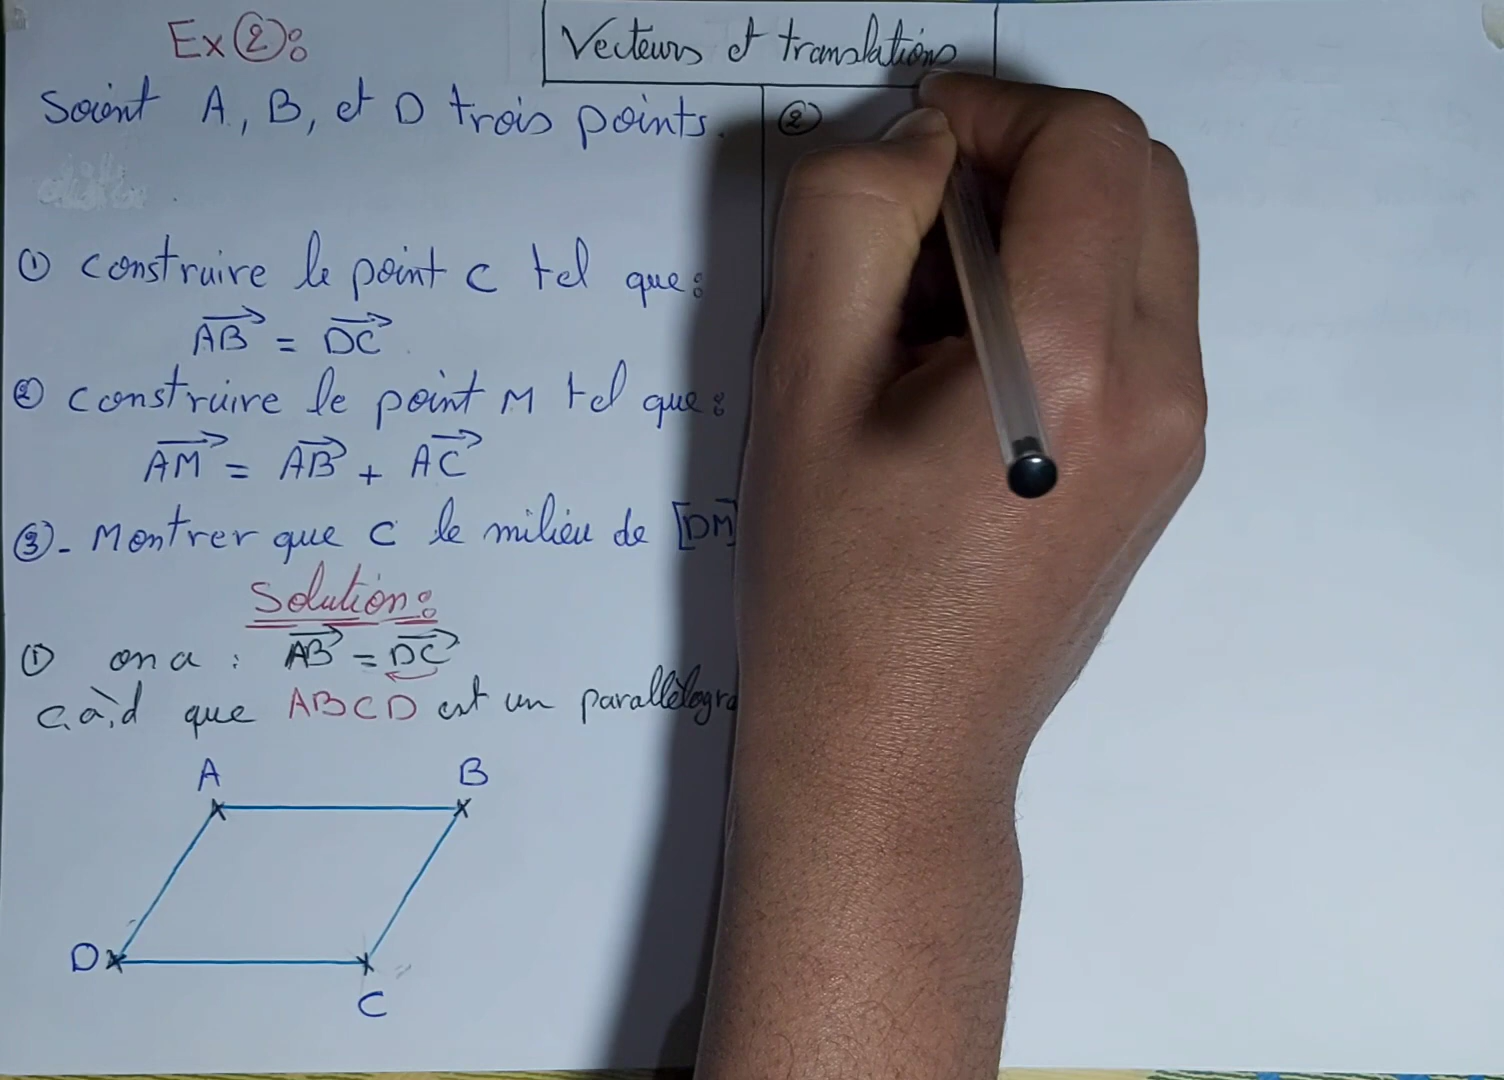 Ex ②:
Vecteurs et translations
Soient A, B, et D trois points.
① construire le point C tel que:
AB = DC
② construire le point M tel que:
AM = AB + AC
③ - Montrer que C le milieu de [DM]
Solution:
① on a : AB = DC
c.à.d que ABCD est un
A
B
D
C
②